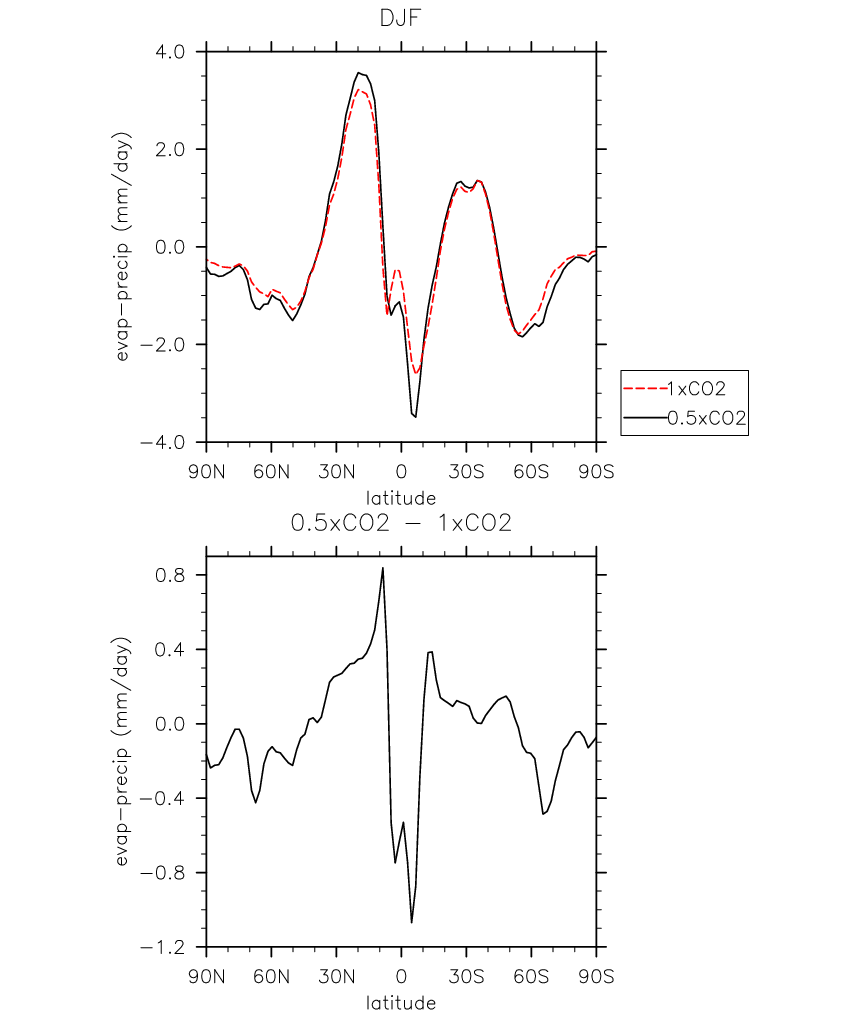 DJF
4.0
2.0
0.0
−2.0
−4.0
evap−precip (mm/day)
90N 60N 30N 0 30S 60S 90S
latitude
1xCO2
0.5xCO2
0.5xCO2 − 1xCO2
0.8
0.4
0.0
−0.4
−0.8
−1.2
evap−precip (mm/day)
90N 60N 30N 0 30S 60S 90S
latitude